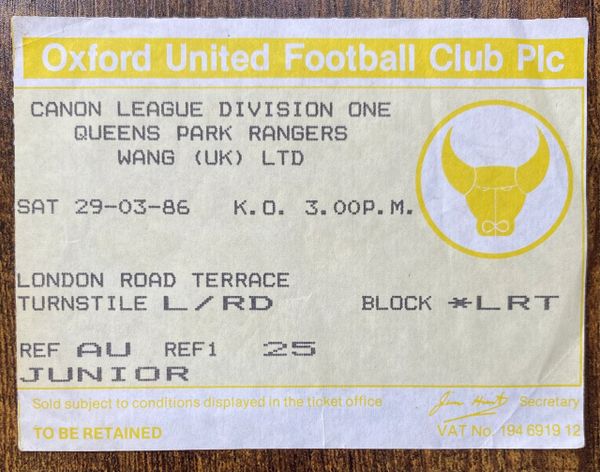 Oxford United Football Club Plc
CANON LEAGUE DIVISION ONE
QUEENS PARK RANGERS
WANG (UK) LTD
SAT 29-03-86 K.O. 3.00P.M.
LONDON ROAD TERRACE
TURNSTILE L/RD BLOCK *LRT
REF AU REF1 25
JUNIOR
Sold subject to conditions displayed in the ticket office Secretary
TO BE RETAINED VAT No. 194 6919 12